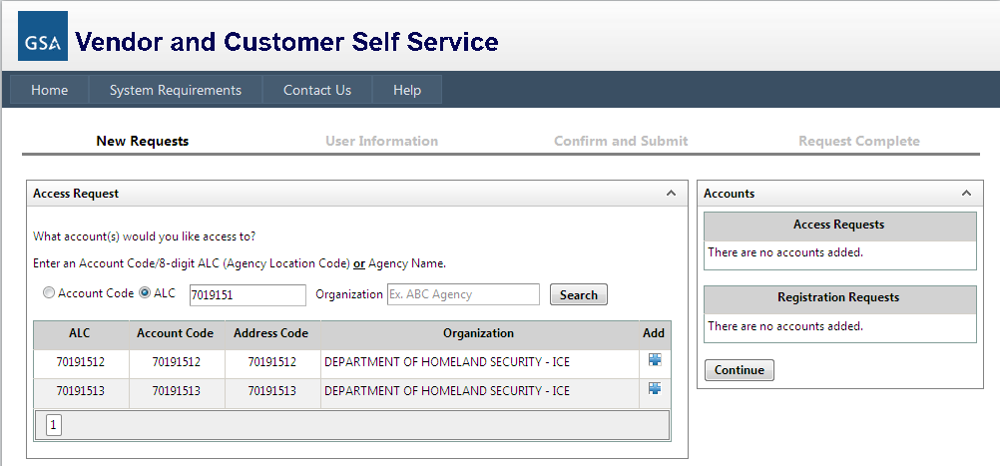 GSA Vendor and Customer Self Service
Home System Requirements Contact Us Help
New Requests User Information Confirm and Submit Request Complete
Access Request
What account(s) would you like access to?
Enter an Account Code/8-digit ALC (Agency Location Code) or Agency Name.
Account Code ALC 7019151 Organization Ex. ABC Agency Search
ALC Account Code Address Code Organization Add
70191512 70191512 70191512 DEPARTMENT OF HOMELAND SECURITY - ICE
70191513 70191513 70191513 DEPARTMENT OF HOMELAND SECURITY - ICE
1
Accounts
Access Requests
There are no accounts added.
Registration Requests
There are no accounts added.
Continue